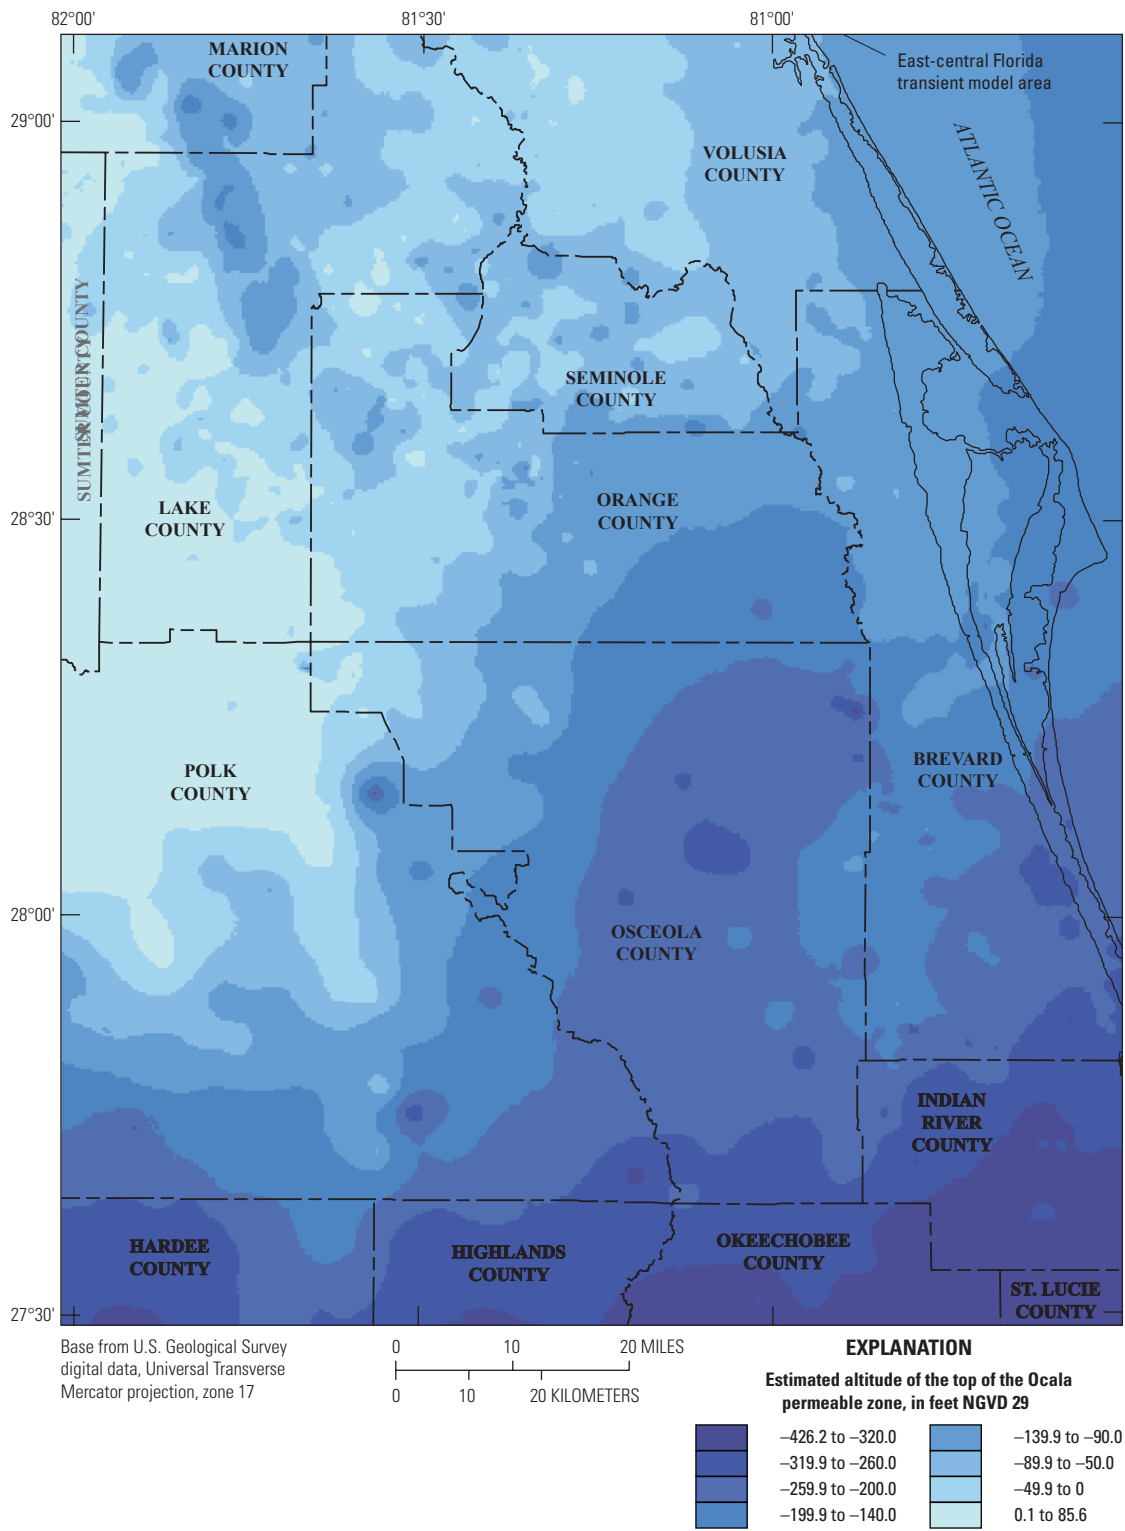 82°00'
81°30'
81°00'
MARION
COUNTY
East-central Florida
transient model area
29°00'
VOLUSIA
COUNTY
ATLANTIC OCEAN
SUMTER COUNTY
SUMTER COUNTY
SEMINOLE
COUNTY
LAKE
COUNTY
ORANGE
COUNTY
28°30'
POLK
COUNTY
BREVARD
COUNTY
28°00'
OSCEOLA
COUNTY
INDIAN
RIVER
COUNTY
HARDEE
COUNTY
HIGHLANDS
COUNTY
OKEECHOBEE
COUNTY
ST. LUCIE
COUNTY
27°30'
Base from U.S. Geological Survey
digital data, Universal Transverse
Mercator projection, zone 17
0 10 20 MILES
0 10 20 KILOMETERS
EXPLANATION
Estimated altitude of the top of the Ocala
permeable zone, in feet NGVD 29
–426.2 to –320.0
–319.9 to –260.0
–259.9 to –200.0
–199.9 to –140.0
–139.9 to –90.0
–89.9 to –50.0
–49.9 to 0
0.1 to 85.6